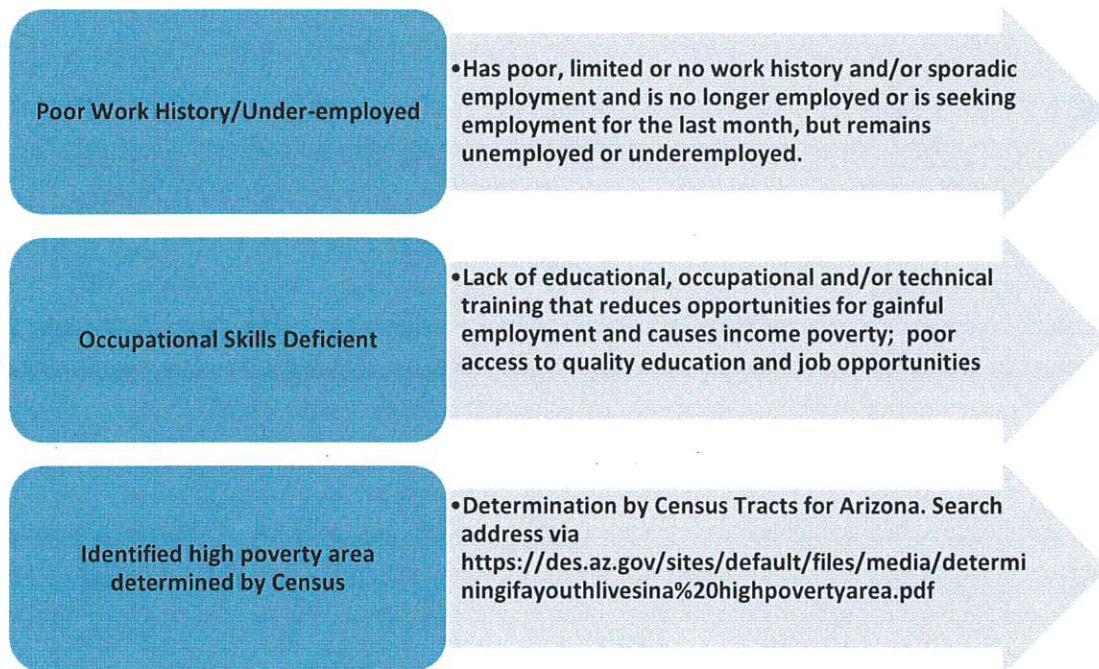 Poor Work History/Under-employed
•Has poor, limited or no work history and/or sporadic
employment and is no longer employed or is seeking
employment for the last month, but remains
unemployed or underemployed.
Occupational Skills Deficient
•Lack of educational, occupational and/or technical
training that reduces opportunities for gainful
employment and causes income poverty;  poor
access to quality education and job opportunities
Identified high poverty area
determined by Census
•Determination by Census Tracts for Arizona. Search
address via
https://des.az.gov/sites/default/files/media/determi
ningifayouthlivesina%20highpovertyarea.pdf